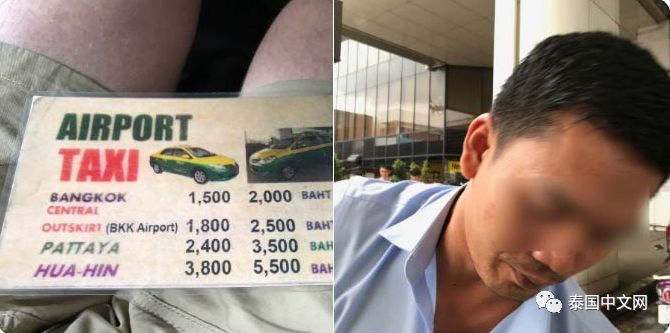 AIRPORT
TAXI
BANGKOK 1,500 2,000 BAHT
CENTRAL
OUTSKIRT (BKK Airport) 1,800 2,500 BAHT
PATTAYA 2,400 3,500 BAH
HUA-HIN 3,800 5,500 BAH
泰国中文网